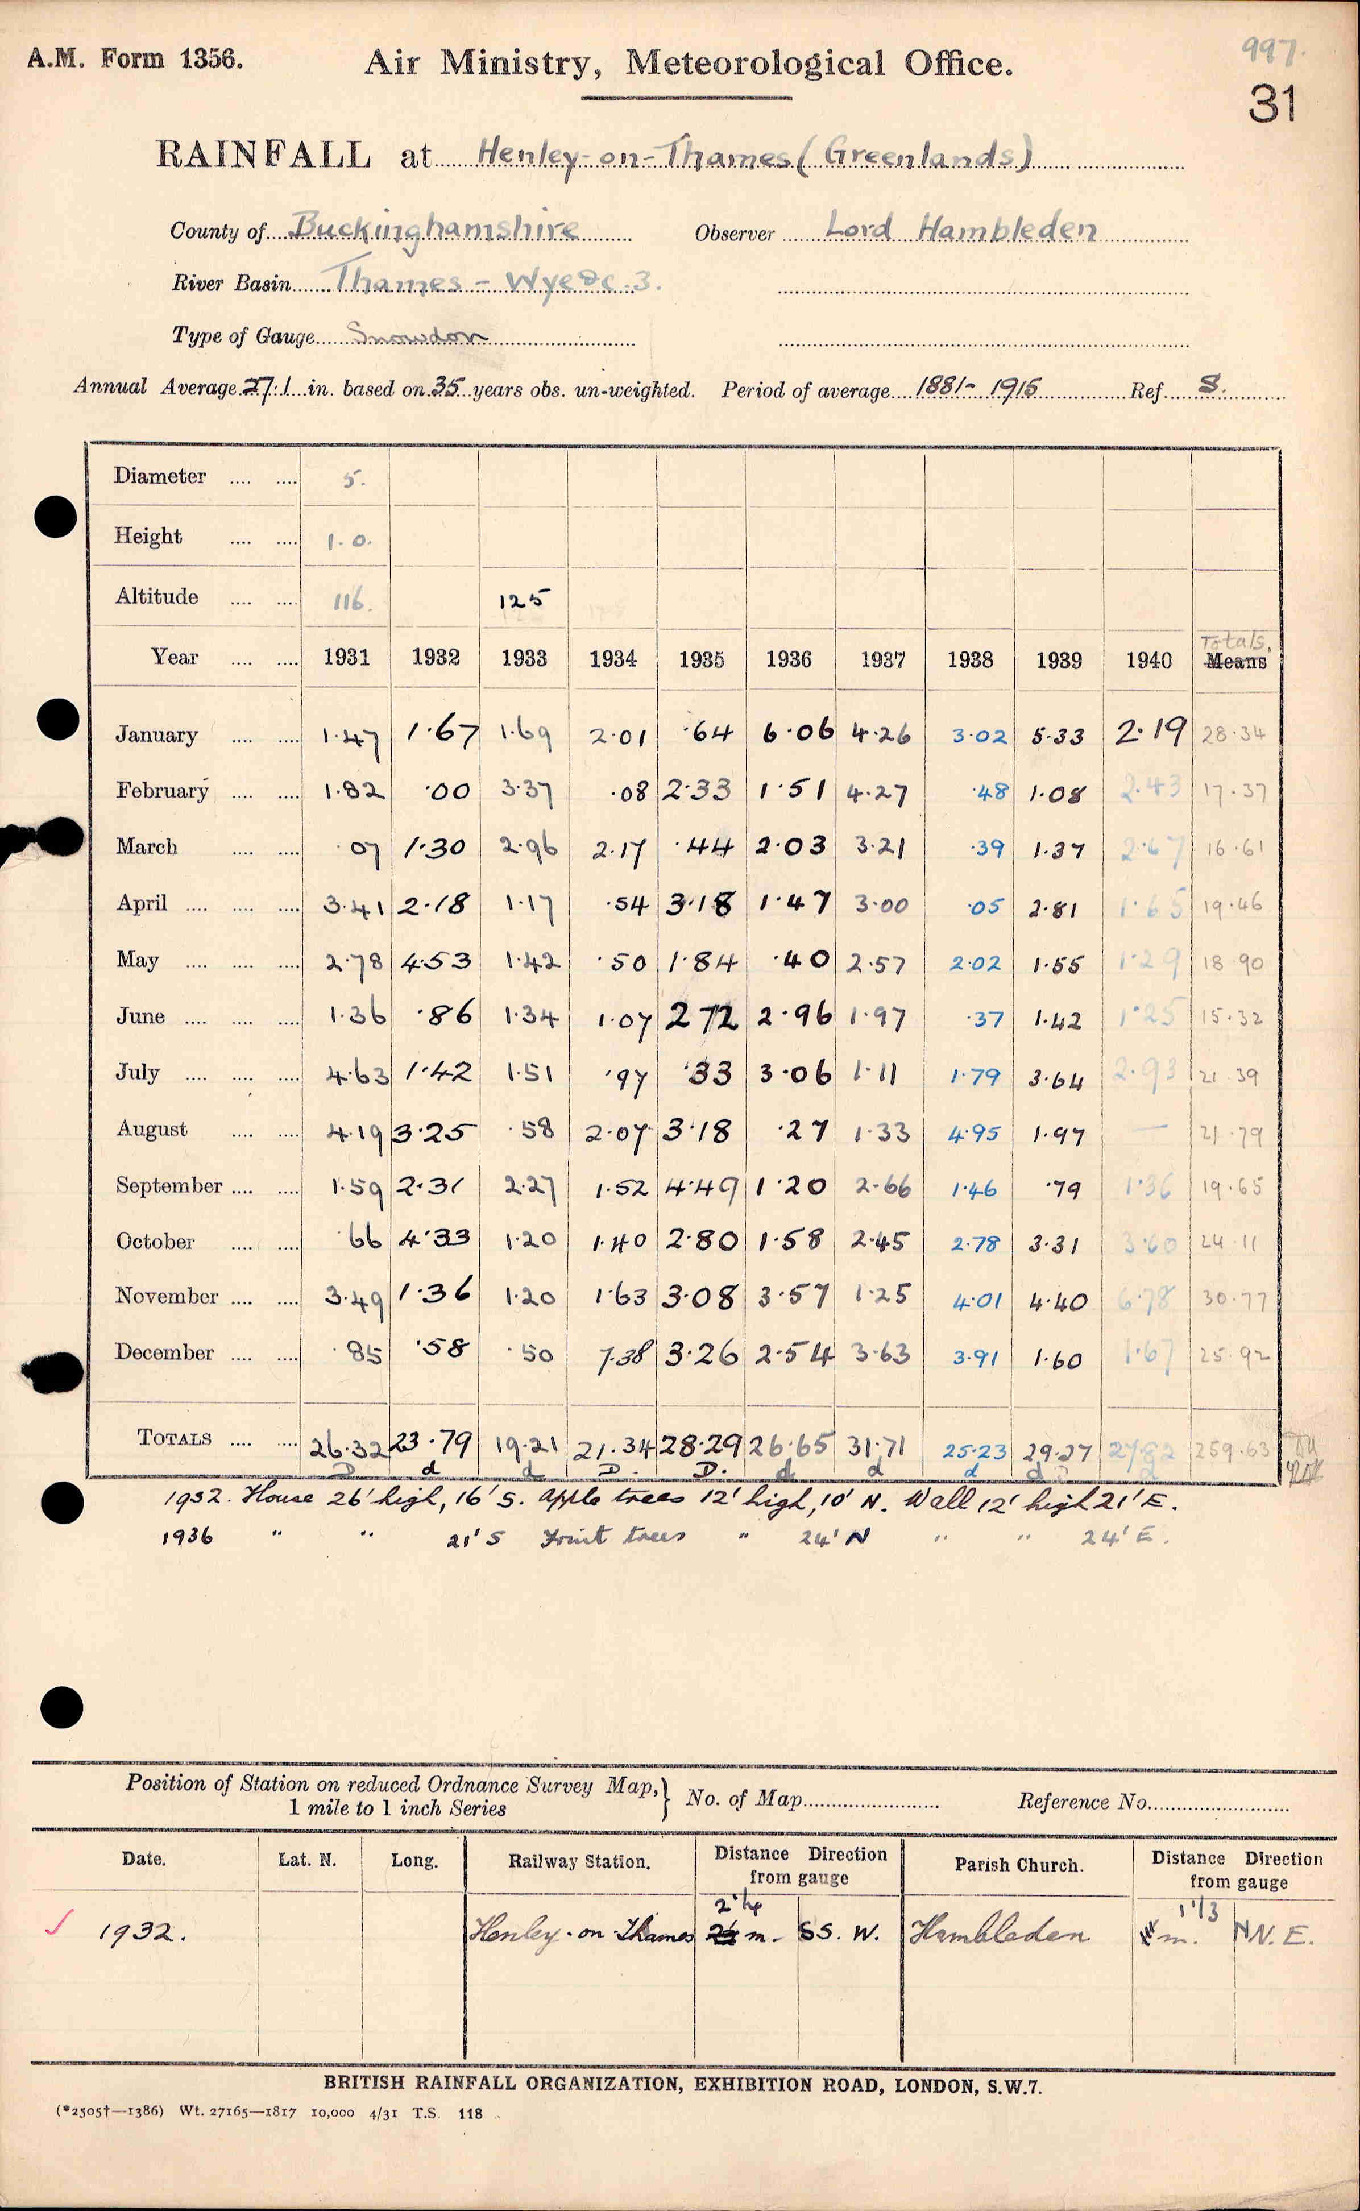 A.M. Form 1356.
Air Ministry, Meteorological Office.
997.
31
RAINFALL at Henley-on-Thames (Greenlands)
County of Buckinghamshire Observer Lord Hambleden
River Basin Thames - Wye &c. 3.
Type of Gauge Snowdon
Annual Average 27.1 in. based on 35 years obs. un-weighted. Period of average 1881-1915 Ref. S.
Diameter .... .... 5.
Height .... .... 1.0.
Altitude .... .... 116. 125
Totals.
Year .... .... 1931 1932 1933 1934 1935 1936 1937 1938 1939 1940 Means
January .... .... 1.47 1.67 1.69 2.01 .64 6.06 4.26 3.02 5.33 2.19 28.34
February .... .... 1.82 .00 3.37 .08 2.33 1.51 4.27 .48 1.08 2.43 17.37
March .... .... .07 1.30 2.96 2.17 .44 2.03 3.21 .39 1.37 2.67 16.61
April .... .... .... 3.41 2.18 1.17 .54 3.18 1.47 3.00 .05 2.81 1.65 19.46
May .... .... .... 2.78 4.53 1.42 .50 1.84 .40 2.57 2.02 1.55 1.29 18.90
June .... .... .... 1.36 .86 1.34 1.07 2.72 2.96 1.97 .37 1.42 1.25 15.32
July .... .... .... 4.63 1.42 1.51 .97 .33 3.06 1.11 1.79 3.64 2.93 21.39
August .... .... 4.19 3.25 .58 2.07 3.18 .27 1.33 4.95 1.97 — 21.79
September .... .... 1.59 2.31 2.27 1.52 4.49 1.20 2.66 1.46 .79 1.36 19.65
October .... .... .66 4.33 1.20 1.40 2.80 1.58 2.45 2.78 3.31 3.60 24.11
November .... .... 3.49 1.36 1.20 1.63 3.08 3.57 1.25 4.01 4.40 6.78 30.77
December .... .... .85 .58 .50 7.38 3.26 2.54 3.63 3.91 1.60 1.67 25.92
TOTALS .... .... 26.32 23.79 19.21 21.34 28.29 26.65 31.71 25.23 29.27 27.82 259.63
D d d D. D. d d d d d
1932. House 26' high, 16' S. Apple trees 12' high, 10' N. Wall 12' high 21' E.
1936 " " 21' S Fruit trees " 24' N " " 24' E.
Position of Station on reduced Ordnance Survey Map,} No. of Map Reference No.
1 mile to 1 inch Series
Date. Lat. N. Long. Railway Station. Distance Direction from gauge Parish Church. Distance Direction from gauge
2 1/4 1 1/3
1932. Henley-on-Thames m. SS. W. Hambleden m. NN. E.
BRITISH RAINFALL ORGANIZATION, EXHIBITION ROAD, LONDON, S.W.7.
(*2505†—1386) Wt. 27165—1817 10,000 4/31 T.S. 118